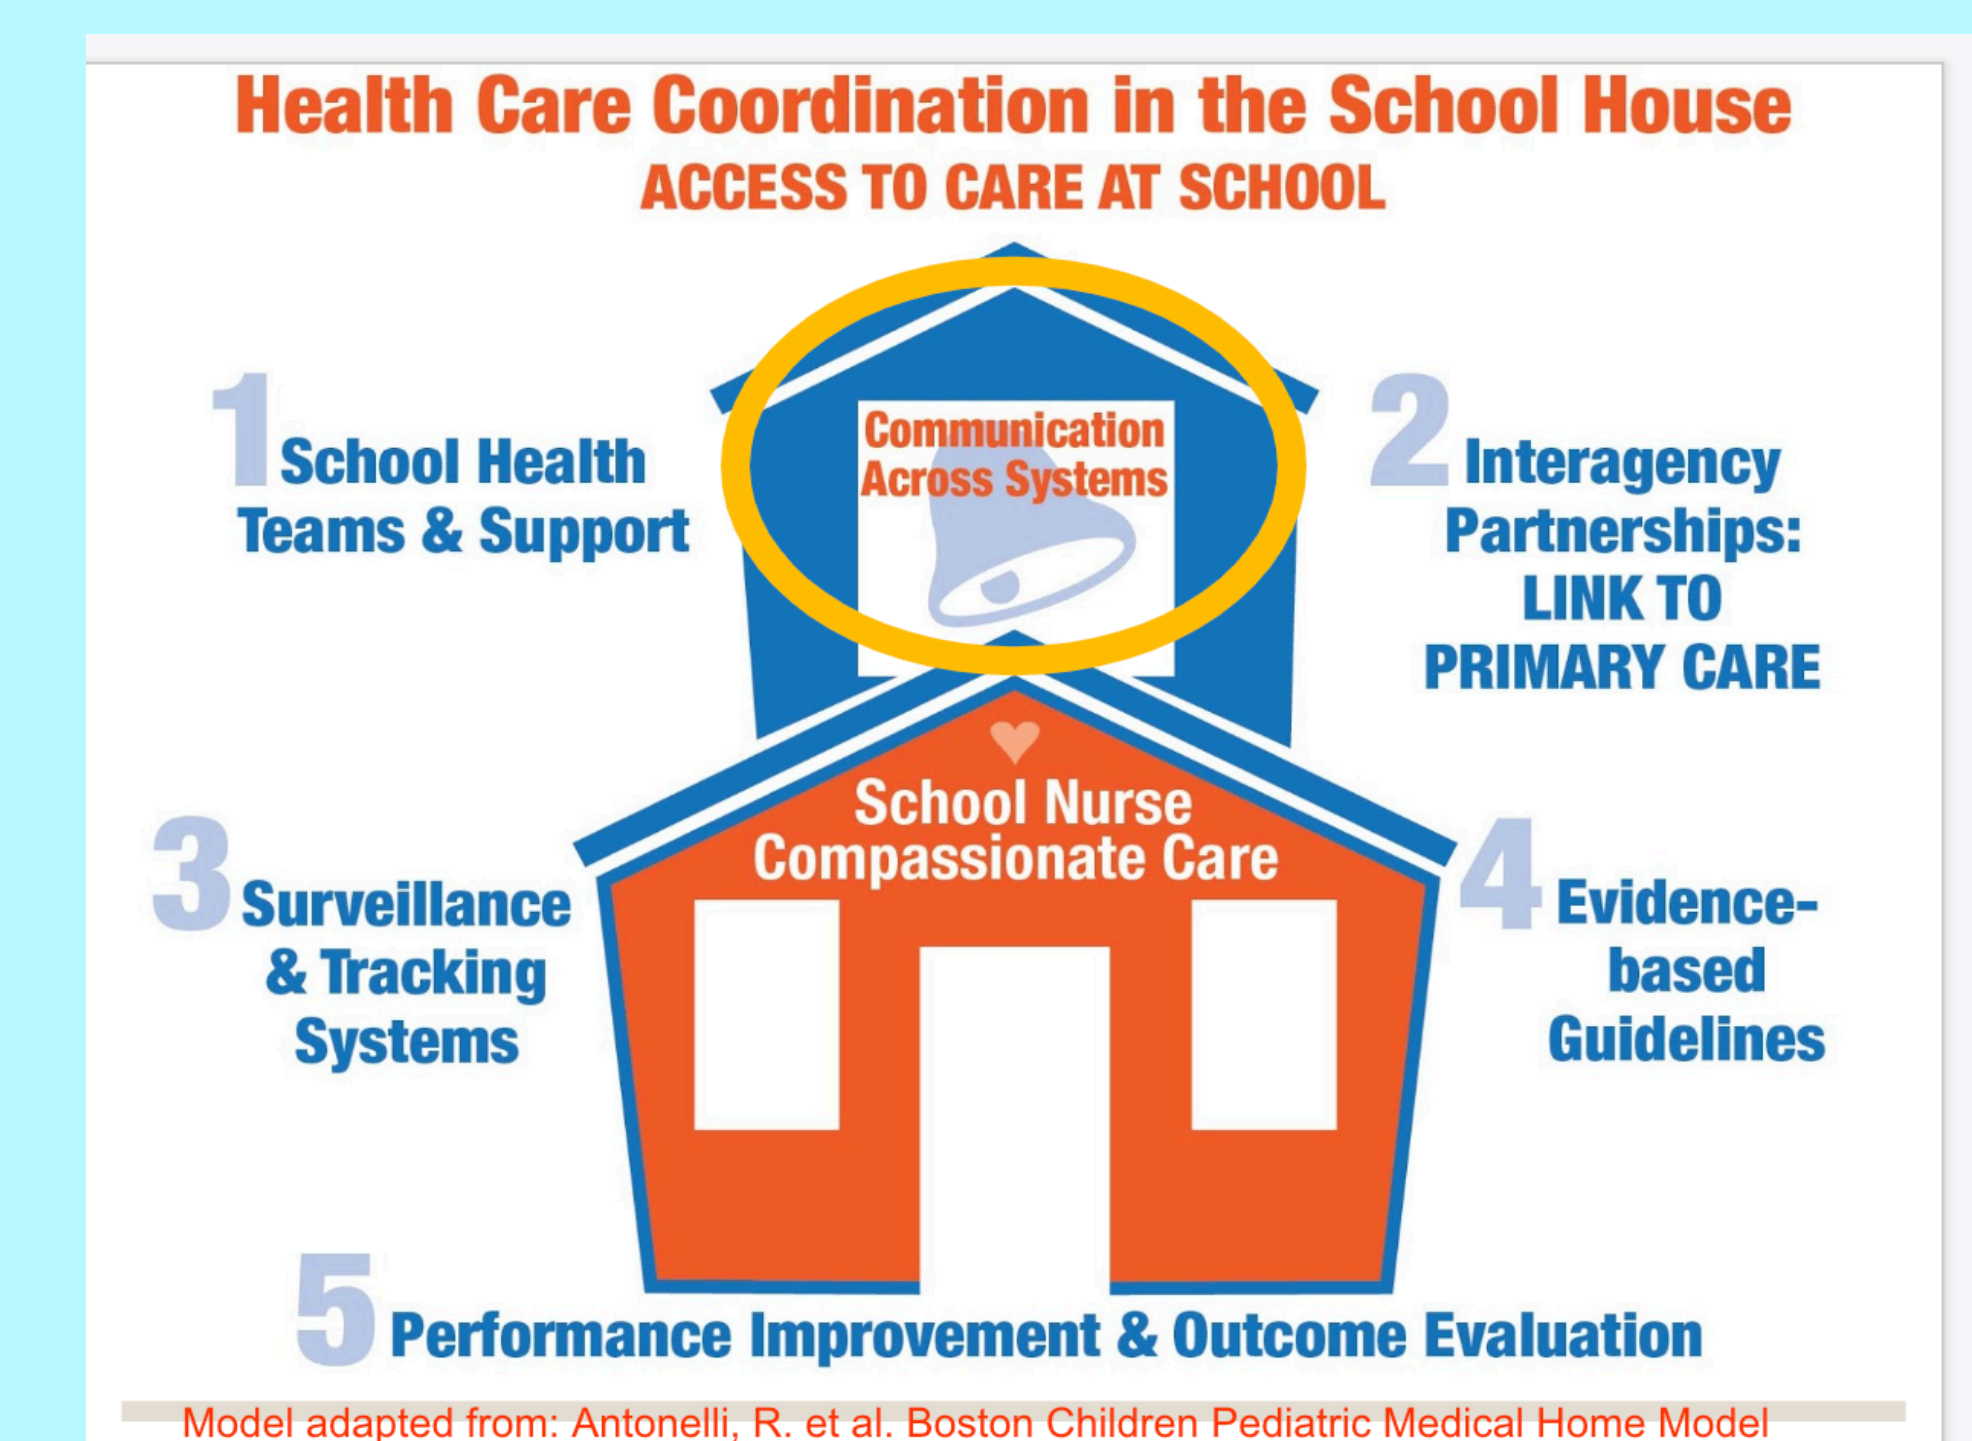 Health Care Coordination in the School House
ACCESS TO CARE AT SCHOOL
Communication
Across Systems
1
School Health
Teams & Support
2
Interagency
Partnerships:
LINK TO
PRIMARY CARE
School Nurse
Compassionate Care
3
Surveillance
& Tracking
Systems
4
Evidence-
based
Guidelines
5
Performance Improvement & Outcome Evaluation
Model adapted from: Antonelli, R. et al. Boston Children Pediatric Medical Home Model